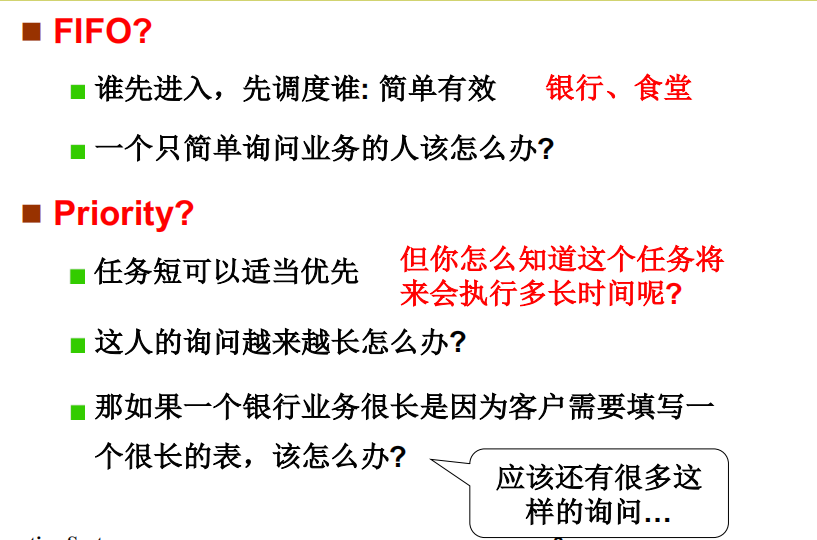 FIFO?
谁先进入，先调度谁: 简单有效 银行、食堂
一个只简单询问业务的人该怎么办?
Priority?
任务短可以适当优先
但你怎么知道这个任务将
来会执行多长时间呢?
这人的询问越来越长怎么办?
那如果一个银行业务很长是因为客户需要填写一
个很长的表，该怎么办?
应该还有很多这
样的询问…